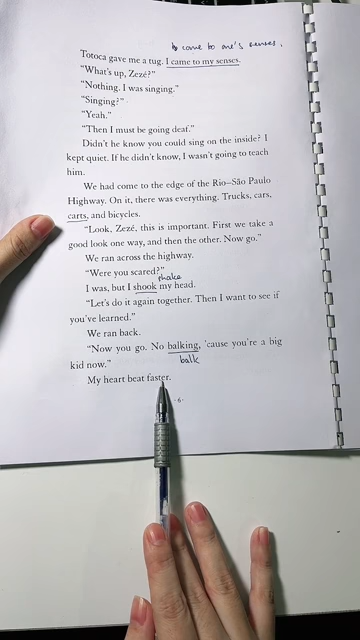 to come to one's senses.
Totoca gave me a tug. I came to my senses.
"What's up, Zezé?"
"Nothing. I was singing."
"Singing?"
"Yeah."
"Then I must be going deaf."
Didn't he know you could sing on the inside? I
kept quiet. If he didn't know, I wasn't going to teach
him.
We had come to the edge of the Rio–São Paulo
Highway. On it, there was everything. Trucks, cars,
carts, and bicycles.
"Look, Zezé, this is important. First we take a
good look one way, and then the other. Now go."
We ran across the highway.
"Were you scared?"
shake
I was, but I shook my head.
"Let's do it again together. Then I want to see if
you've learned."
We ran back.
"Now you go. No balking, 'cause you're a big
balk
kid now."
My heart beat faster.
·6·